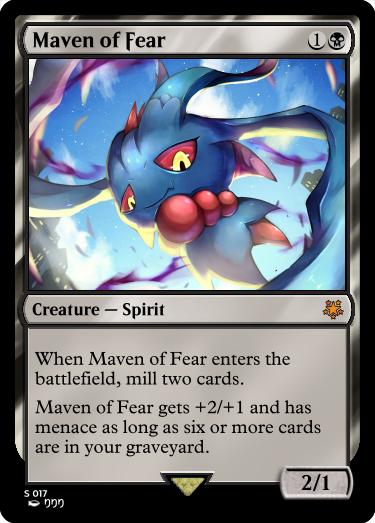 Maven of Fear 1
Creature — Spirit
When Maven of Fear enters the
battlefield, mill two cards.
Maven of Fear gets +2/+1 and has
menace as long as six or more cards
are in your graveyard.
2/1
S 017